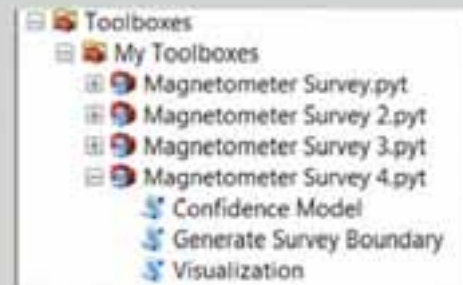 Toolboxes
My Toolboxes
Magnetometer Survey.pyt
Magnetometer Survey 2.pyt
Magnetometer Survey 3.pyt
Magnetometer Survey 4.pyt
Confidence Model
Generate Survey Boundary
Visualization